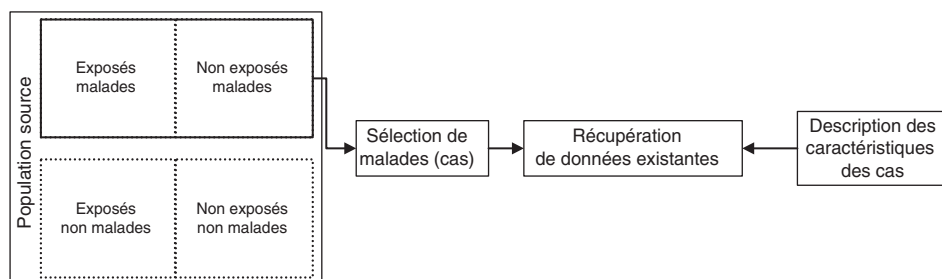 Population source
Exposés
malades
Non exposés
malades
Exposés
non malades
Non exposés
non malades
Sélection de
malades (cas)
Récupération
de données existantes
Description des
caractéristiques
des cas